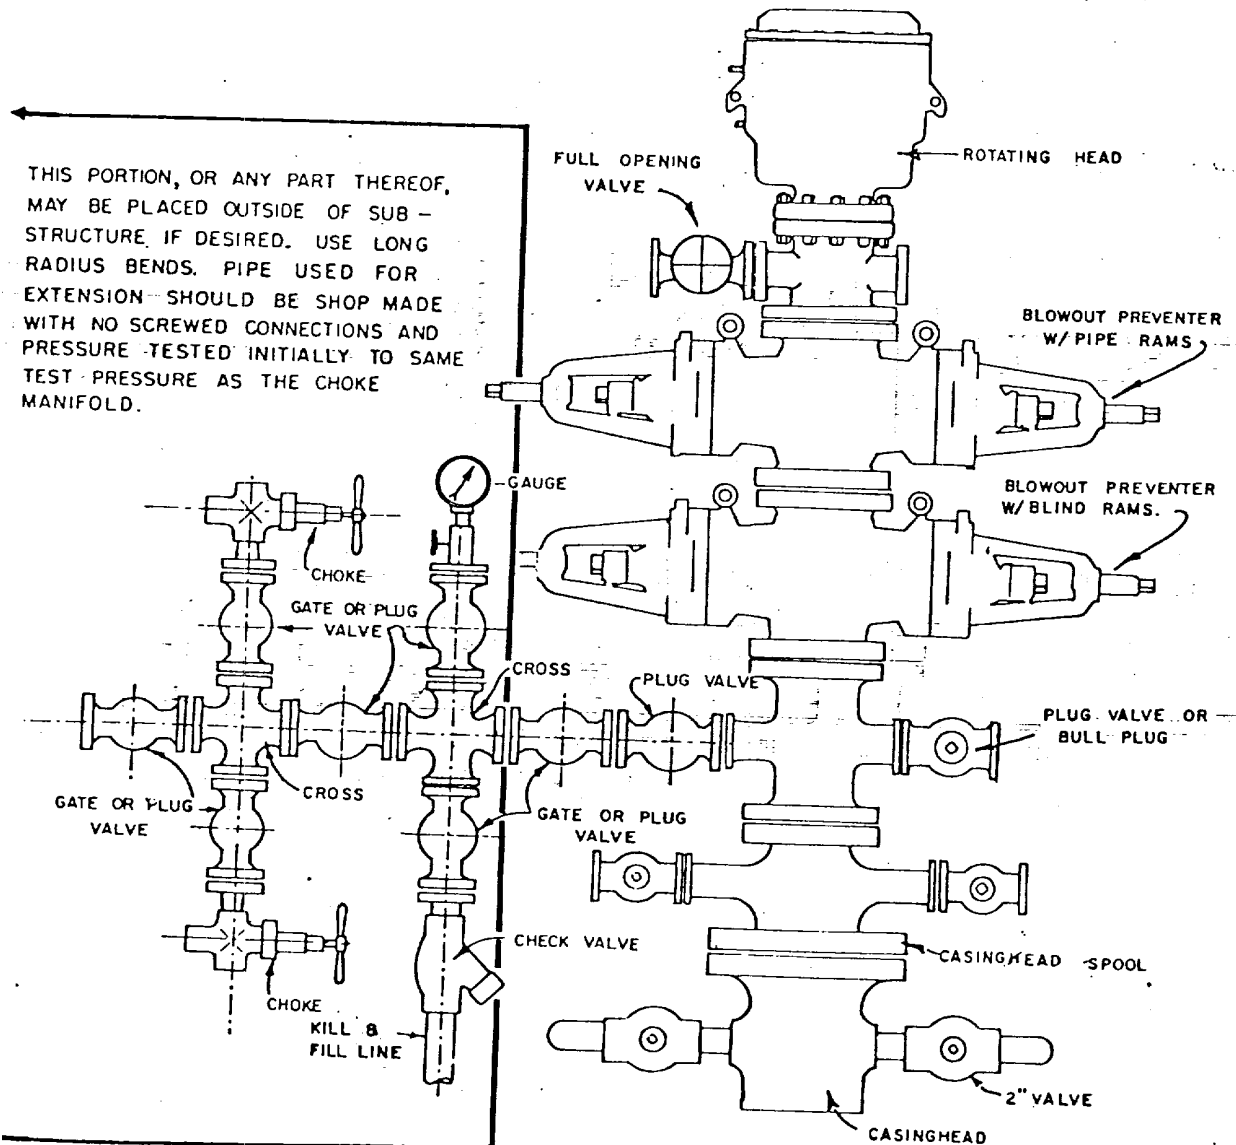 THIS PORTION, OR ANY PART THEREOF,
MAY BE PLACED OUTSIDE OF SUB-
STRUCTURE IF DESIRED. USE LONG
RADIUS BENDS. PIPE USED FOR
EXTENSION SHOULD BE SHOP MADE
WITH NO SCREWED CONNECTIONS AND
PRESSURE TESTED INITIALLY TO SAME
TEST PRESSURE AS THE CHOKE
MANIFOLD.
FULL OPENING
VALVE
ROTATING HEAD
BLOWOUT PREVENTER
W/ PIPE RAMS
GAUGE
BLOWOUT PREVENTER
W/ BLIND RAMS.
CHOKE
GATE OR PLUG
VALVE
CROSS
PLUG VALVE
PLUG VALVE OR
BULL PLUG
GATE OR PLUG
VALVE
CROSS
GATE OR PLUG
VALVE
CHECK VALVE
CASINGHEAD SPOOL
CHOKE
KILL &
FILL LINE
2" VALVE
CASINGHEAD